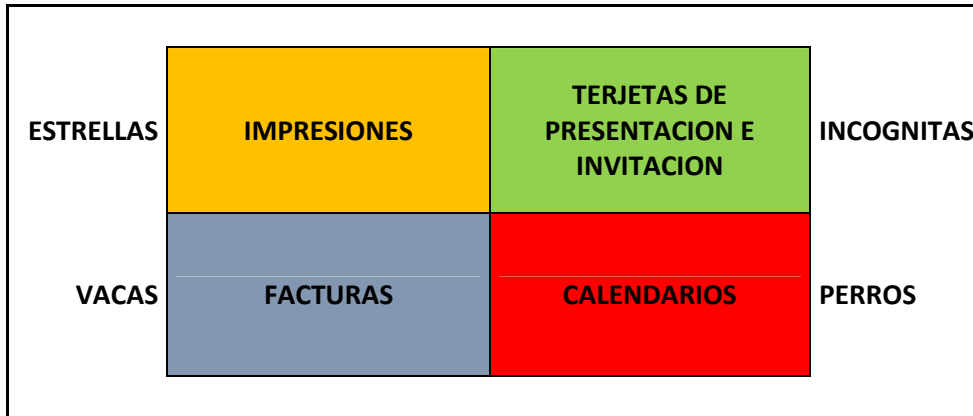 ESTRELLAS
IMPRESIONES
TERJETAS DE
PRESENTACION E
INVITACION
INCOGNITAS
VACAS
FACTURAS
CALENDARIOS
PERROS